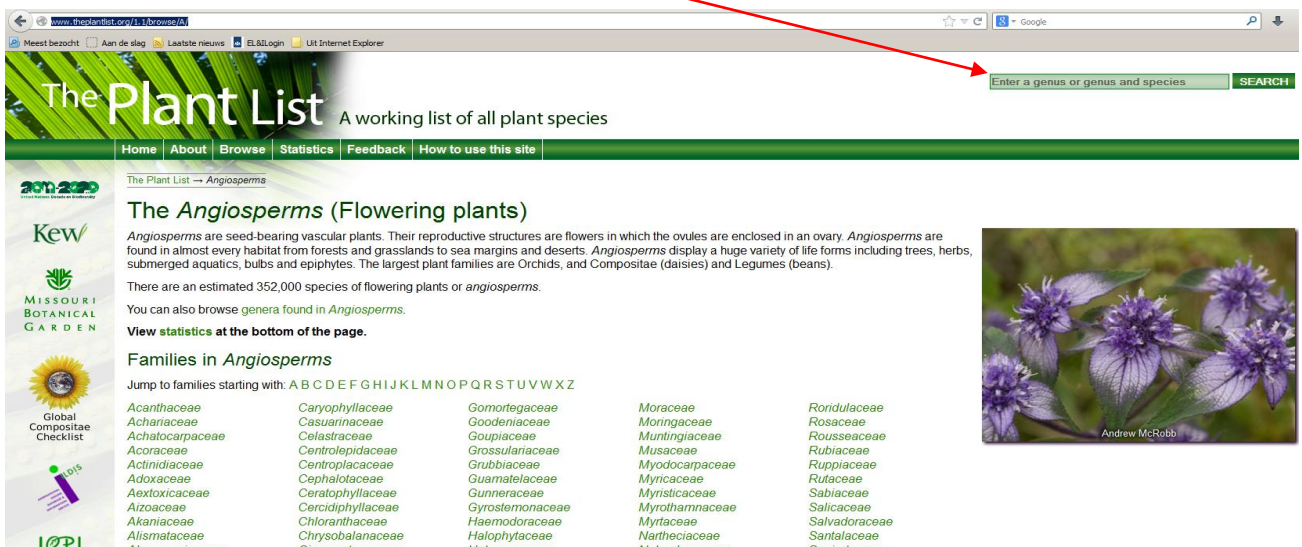 www.theplantlist.org/1.1/browse/A/
Google
Meest bezocht Aan de slag Laatste nieuws EL&ILogin Uit Internet Explorer
The Plant List A working list of all plant species
Enter a genus or genus and species SEARCH
Home About Browse Statistics Feedback How to use this site
The Plant List → Angiosperms
The Angiosperms (Flowering plants)
Angiosperms are seed-bearing vascular plants. Their reproductive structures are flowers in which the ovules are enclosed in an ovary. Angiosperms are
found in almost every habitat from forests and grasslands to sea margins and deserts. Angiosperms display a huge variety of life forms including trees, herbs,
submerged aquatics, bulbs and epiphytes. The largest plant families are Orchids, and Compositae (daisies) and Legumes (beans).
There are an estimated 352,000 species of flowering plants or angiosperms.
You can also browse genera found in Angiosperms.
View statistics at the bottom of the page.
Families in Angiosperms
Jump to families starting with: A B C D E F G H I J K L M N O P Q R S T U V W X Z
Acanthaceae Caryophyllaceae Gomortegaceae Moraceae Roridulaceae
Achariaceae Casuarinaceae Goodeniaceae Moringaceae Rosaceae
Achatocarpaceae Celastraceae Goupiaceae Muntingiaceae Rousseaceae
Acoraceae Centrolepidaceae Grossulariaceae Musaceae Rubiaceae
Actinidiaceae Centroplacaceae Grubbiaceae Myodocarpaceae Ruppiaceae
Adoxaceae Cephalotaceae Guamatelaceae Myricaceae Rutaceae
Aextoxicaceae Ceratophyllaceae Gunneraceae Myristicaceae Sabiaceae
Aizoaceae Cercidiphyllaceae Gyrostemonaceae Myrothamnaceae Salicaceae
Akaniaceae Chloranthaceae Haemodoraceae Myrtaceae Salvadoraceae
Alismataceae Chrysobalanaceae Halophytaceae Nartheciaceae Santalaceae
2011-2020
United Nations Decade on Biodiversity
Kew
MISSOURI
BOTANICAL
GARDEN
Global
Compositae
Checklist
ILDIS
Andrew McRobb